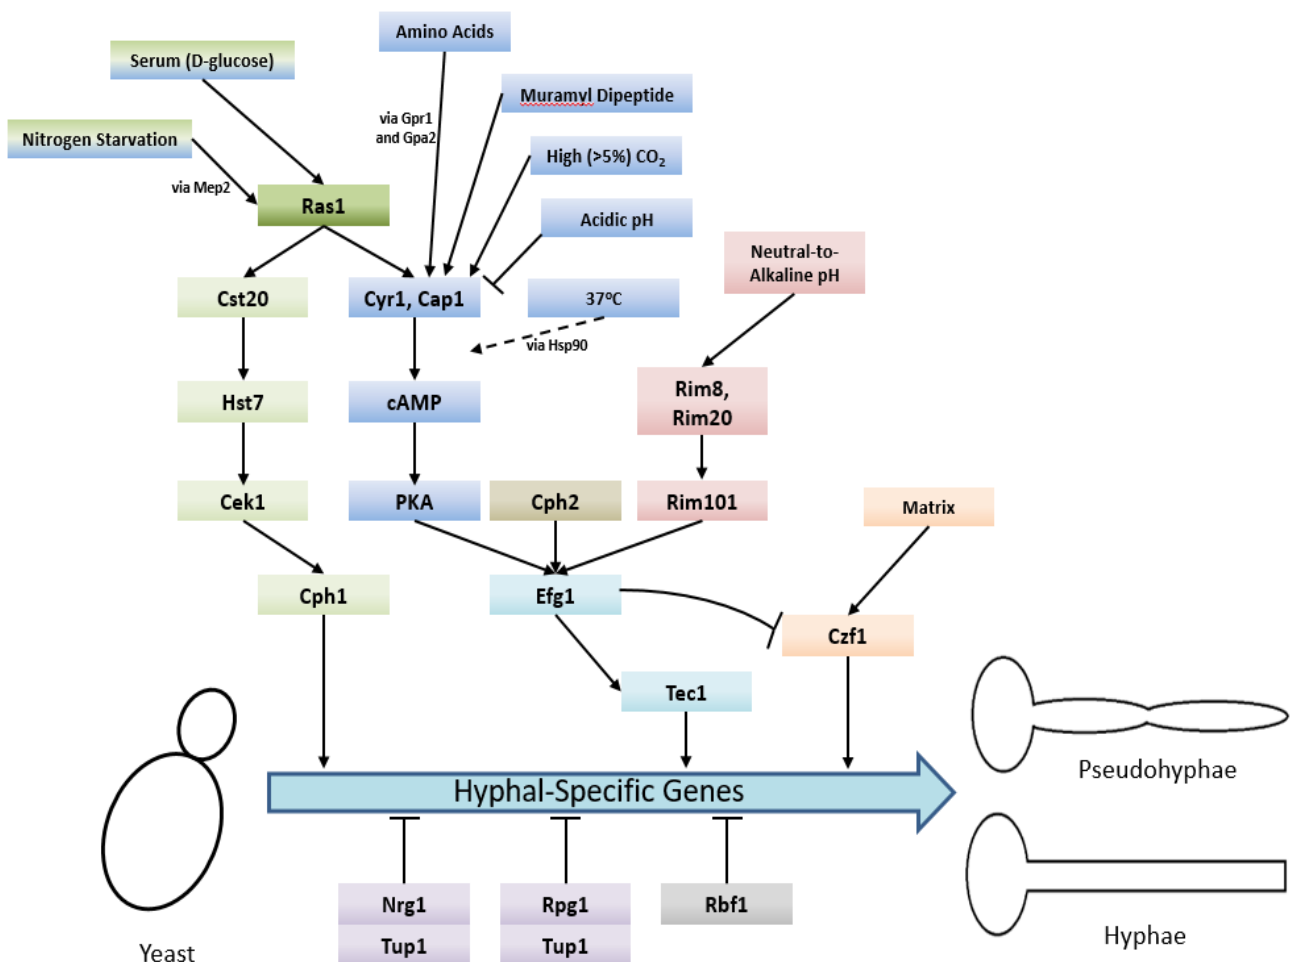 Amino Acids
Serum (D-glucose)
Muramyl Dipeptide
via Gpr1
and Gpa2
Nitrogen Starvation
High (>5%) CO₂
via Mep2
Ras1
Acidic pH
Neutral-to-
Alkaline pH
Cst20
Cyr1, Cap1
37ºC
via Hsp90
Hst7
cAMP
Rim8,
Rim20
Cek1
PKA
Cph2
Rim101
Matrix
Cph1
Efg1
Czf1
Tec1
Pseudohyphae
Hyphal-Specific Genes
Nrg1
Rpg1
Rbf1
Tup1
Tup1
Hyphae
Yeast